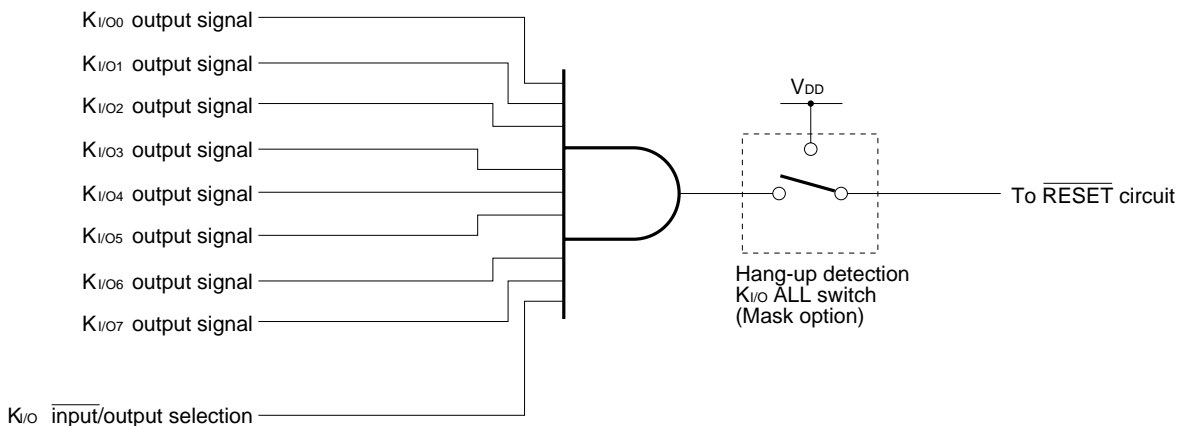 KI/O0 output signal
KI/O1 output signal
KI/O2 output signal
KI/O3 output signal
KI/O4 output signal
KI/O5 output signal
KI/O6 output signal
KI/O7 output signal
KI/O input/output selection
VDD
To RESET circuit
Hang-up detection
KI/O ALL switch
(Mask option)